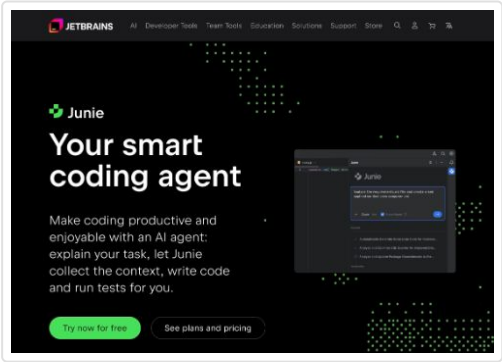 JETBRAINS AI Developer Tools Team Tools Education Solutions Support Store
Junie
Your smart
coding agent
Make coding productive and
enjoyable with an AI agent:
explain your task, let Junie
collect the context, write code
and run tests for you.
Try now for free See plans and pricing
Junie